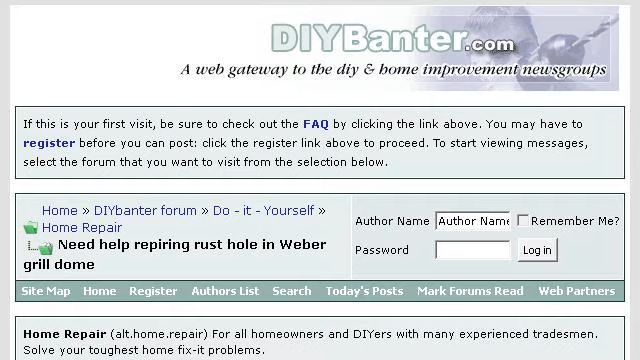 DIYBanter.com
A web gateway to the diy & home improvement newsgroups
If this is your first visit, be sure to check out the FAQ by clicking the link above. You may have to
register before you can post: click the register link above to proceed. To start viewing messages,
select the forum that you want to visit from the selection below.
Home » DIYbanter forum » Do - it - Yourself »
Home Repair
Need help repiring rust hole in Weber
grill dome
Author Name Author Name Remember Me?
Password Log in
Site Map Home Register Authors List Search Today's Posts Mark Forums Read Web Partners
Home Repair (alt.home.repair) For all homeowners and DIYers with many experienced tradesmen.
Solve your toughest home fix-it problems.